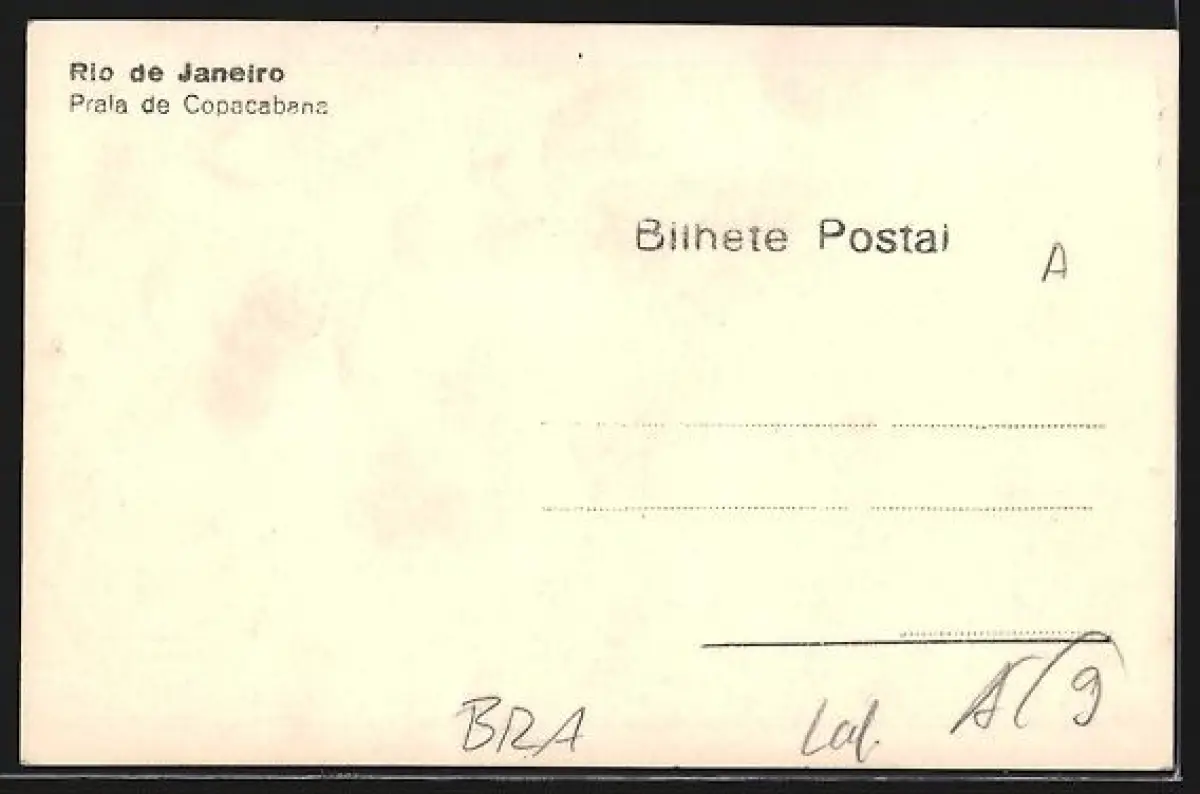 Rio de Janeiro
Praia de Copacabana
Bilhete Postal
A
BRA
A/9